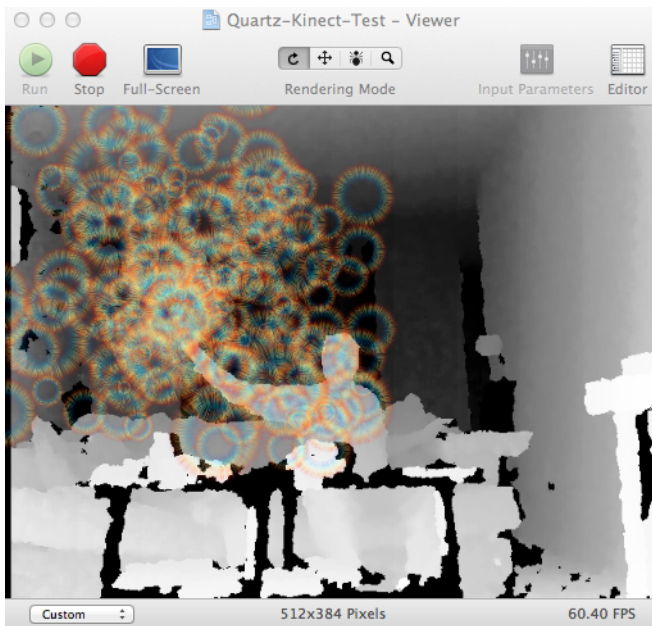 Quartz-Kinect-Test – Viewer
Run Stop Full-Screen Rendering Mode Input Parameters Editor
Custom 512x384 Pixels 60.40 FPS